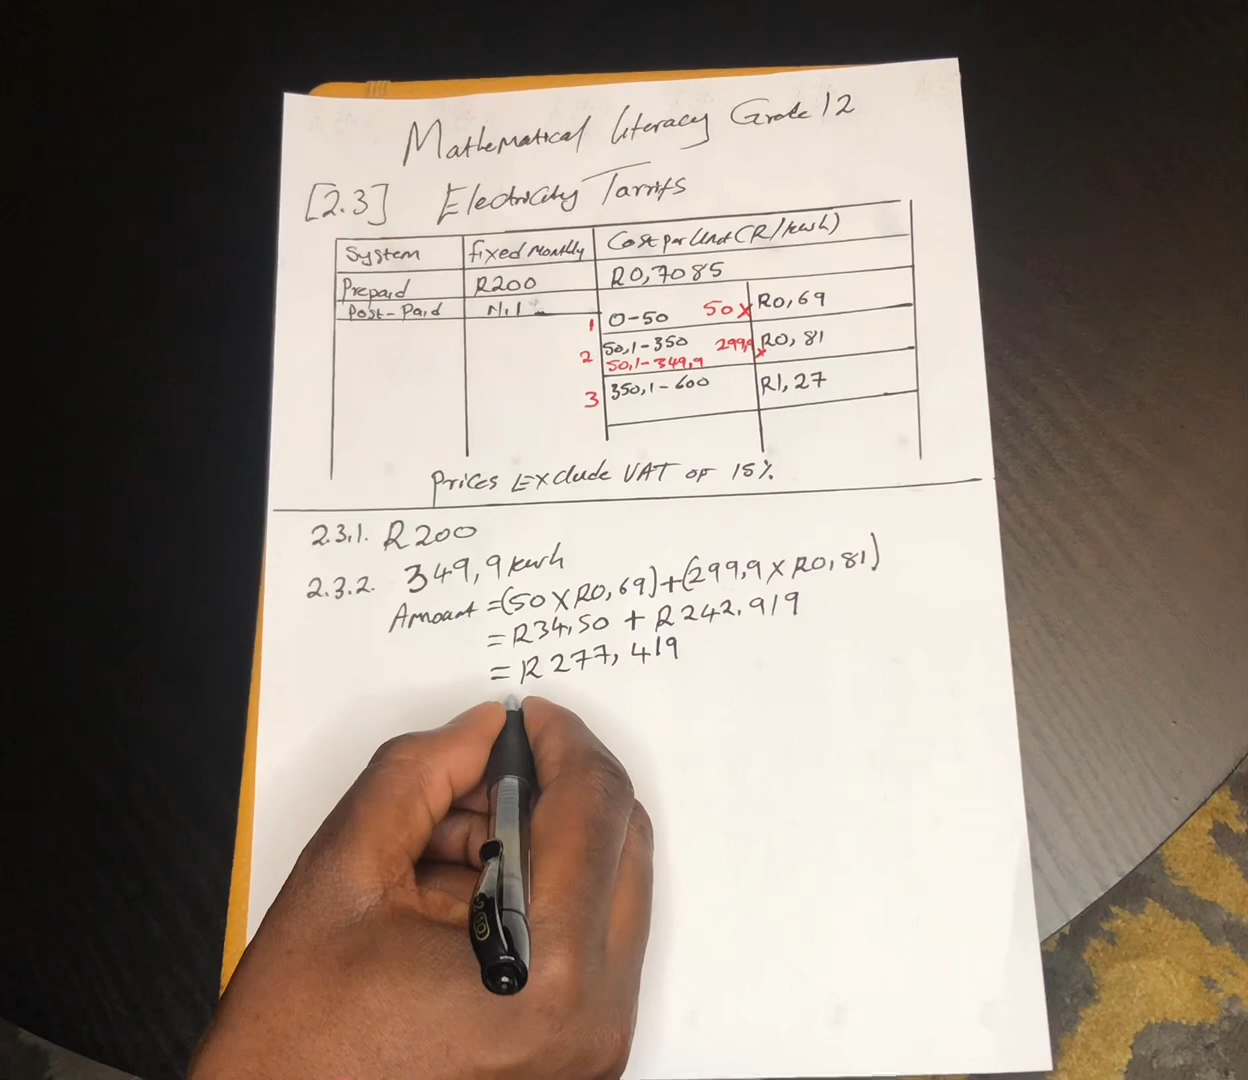 Mathematical Literacy Grade 12
[2.3] Electricity Tarrifs
System Fixed Monthly Cost per Unit (R/kwh)
Prepaid R200 R0,7085
Post-Paid Nil
1 0-50 50x R0,69
2 50,1-350 299,9x R0,81
50,1-349,9
3 350,1-600 R1,27
Prices Exclude VAT of 15%
2.3.1. R200
2.3.2. 349,9 kwh
Amount =(50 x R0,69)+(299,9 x R0,81)
= R34,50 + R242.919
= R277,419